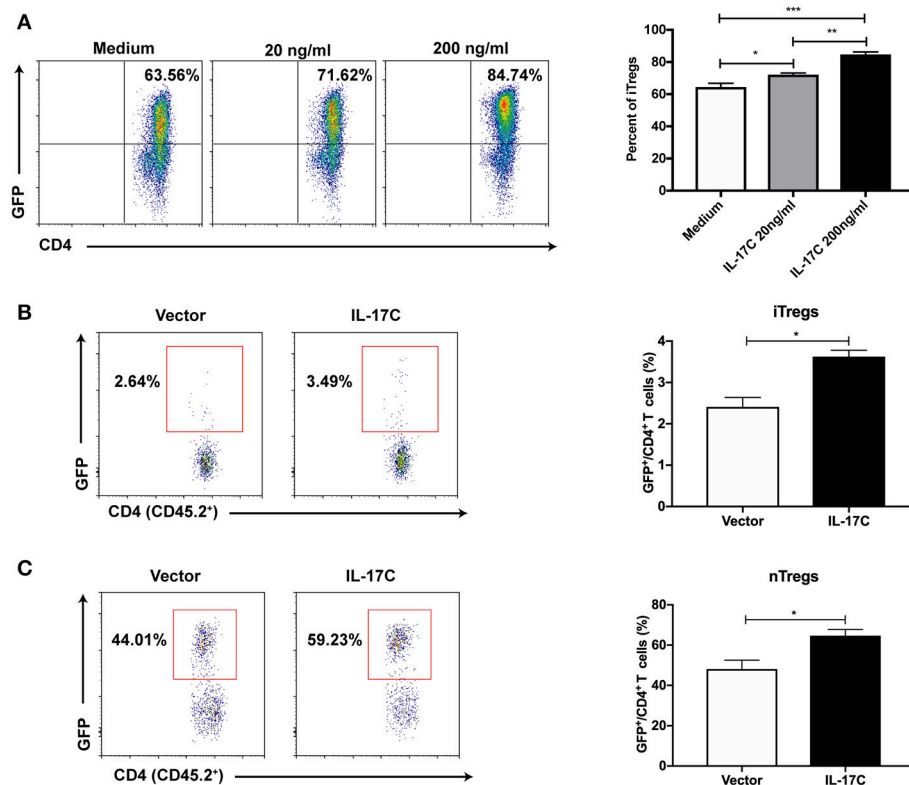 A
Medium
20 ng/ml
200 ng/ml
63.56%
71.62%
84.74%
GFP
CD4
Percent of iTregs
100
80
60
40
20
0
***
*
**
Medium
IL-17C 20ng/ml
IL-17C 200ng/ml
B
Vector
IL-17C
2.64%
3.49%
GFP
CD4 (CD45.2⁺)
iTregs
GFP⁺/CD4⁺ T cells (%)
6
4
2
0
*
Vector
IL-17C
C
Vector
IL-17C
44.01%
59.23%
GFP
CD4 (CD45.2⁺)
nTregs
GFP⁺/CD4⁺ T cells (%)
80
60
40
20
0
*
Vector
IL-17C